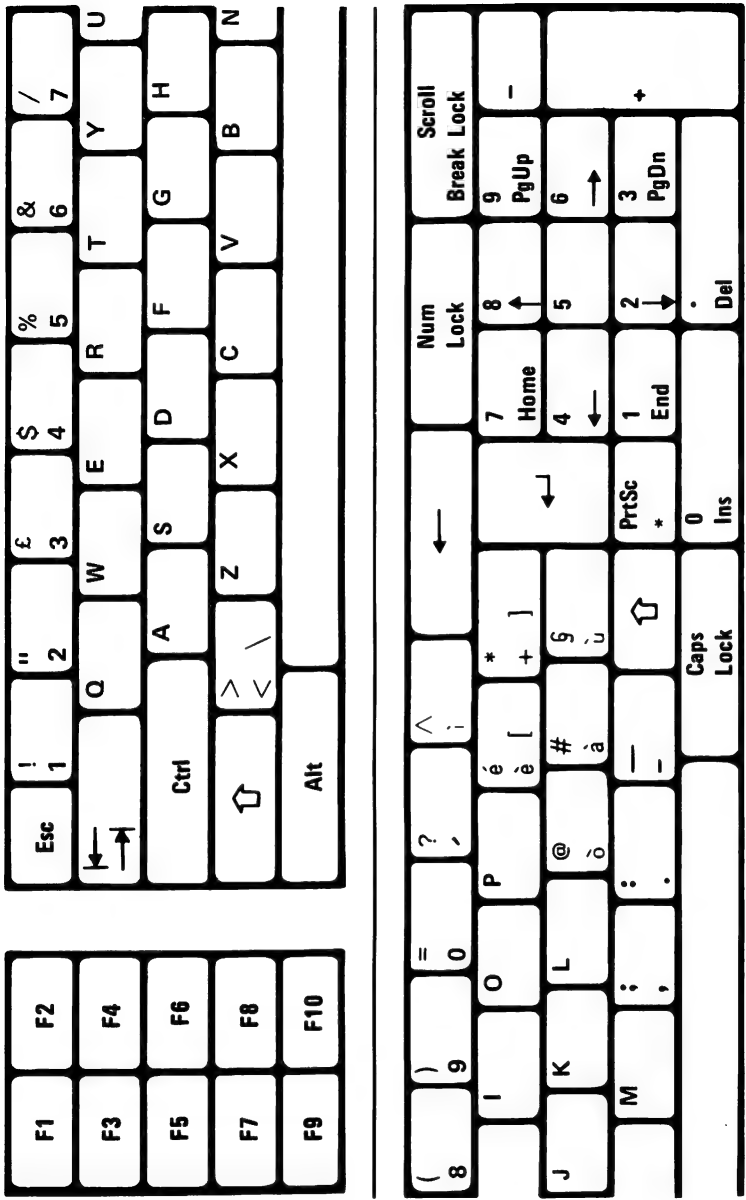 F1 F2 Esc ! 1 " 2 £ 3 $ 4 % 5 & 6 / 7
F3 F4 Q W E R T Y U
F5 F6 Ctrl A S D F G H
F7 F8 > < \ Z X C V B N
F9 F10 Alt
( 8 ) 9 = 0 ? ' ^ ì Num Lock Scroll Lock Break
I O P é è [ * + ] 7 Home 8 9 PgUp -
J K L @ ò # à § ù 4 5 6
M ; , : . _ - PrtSc * 1 End 2 3 PgDn +
Caps Lock 0 Ins . Del